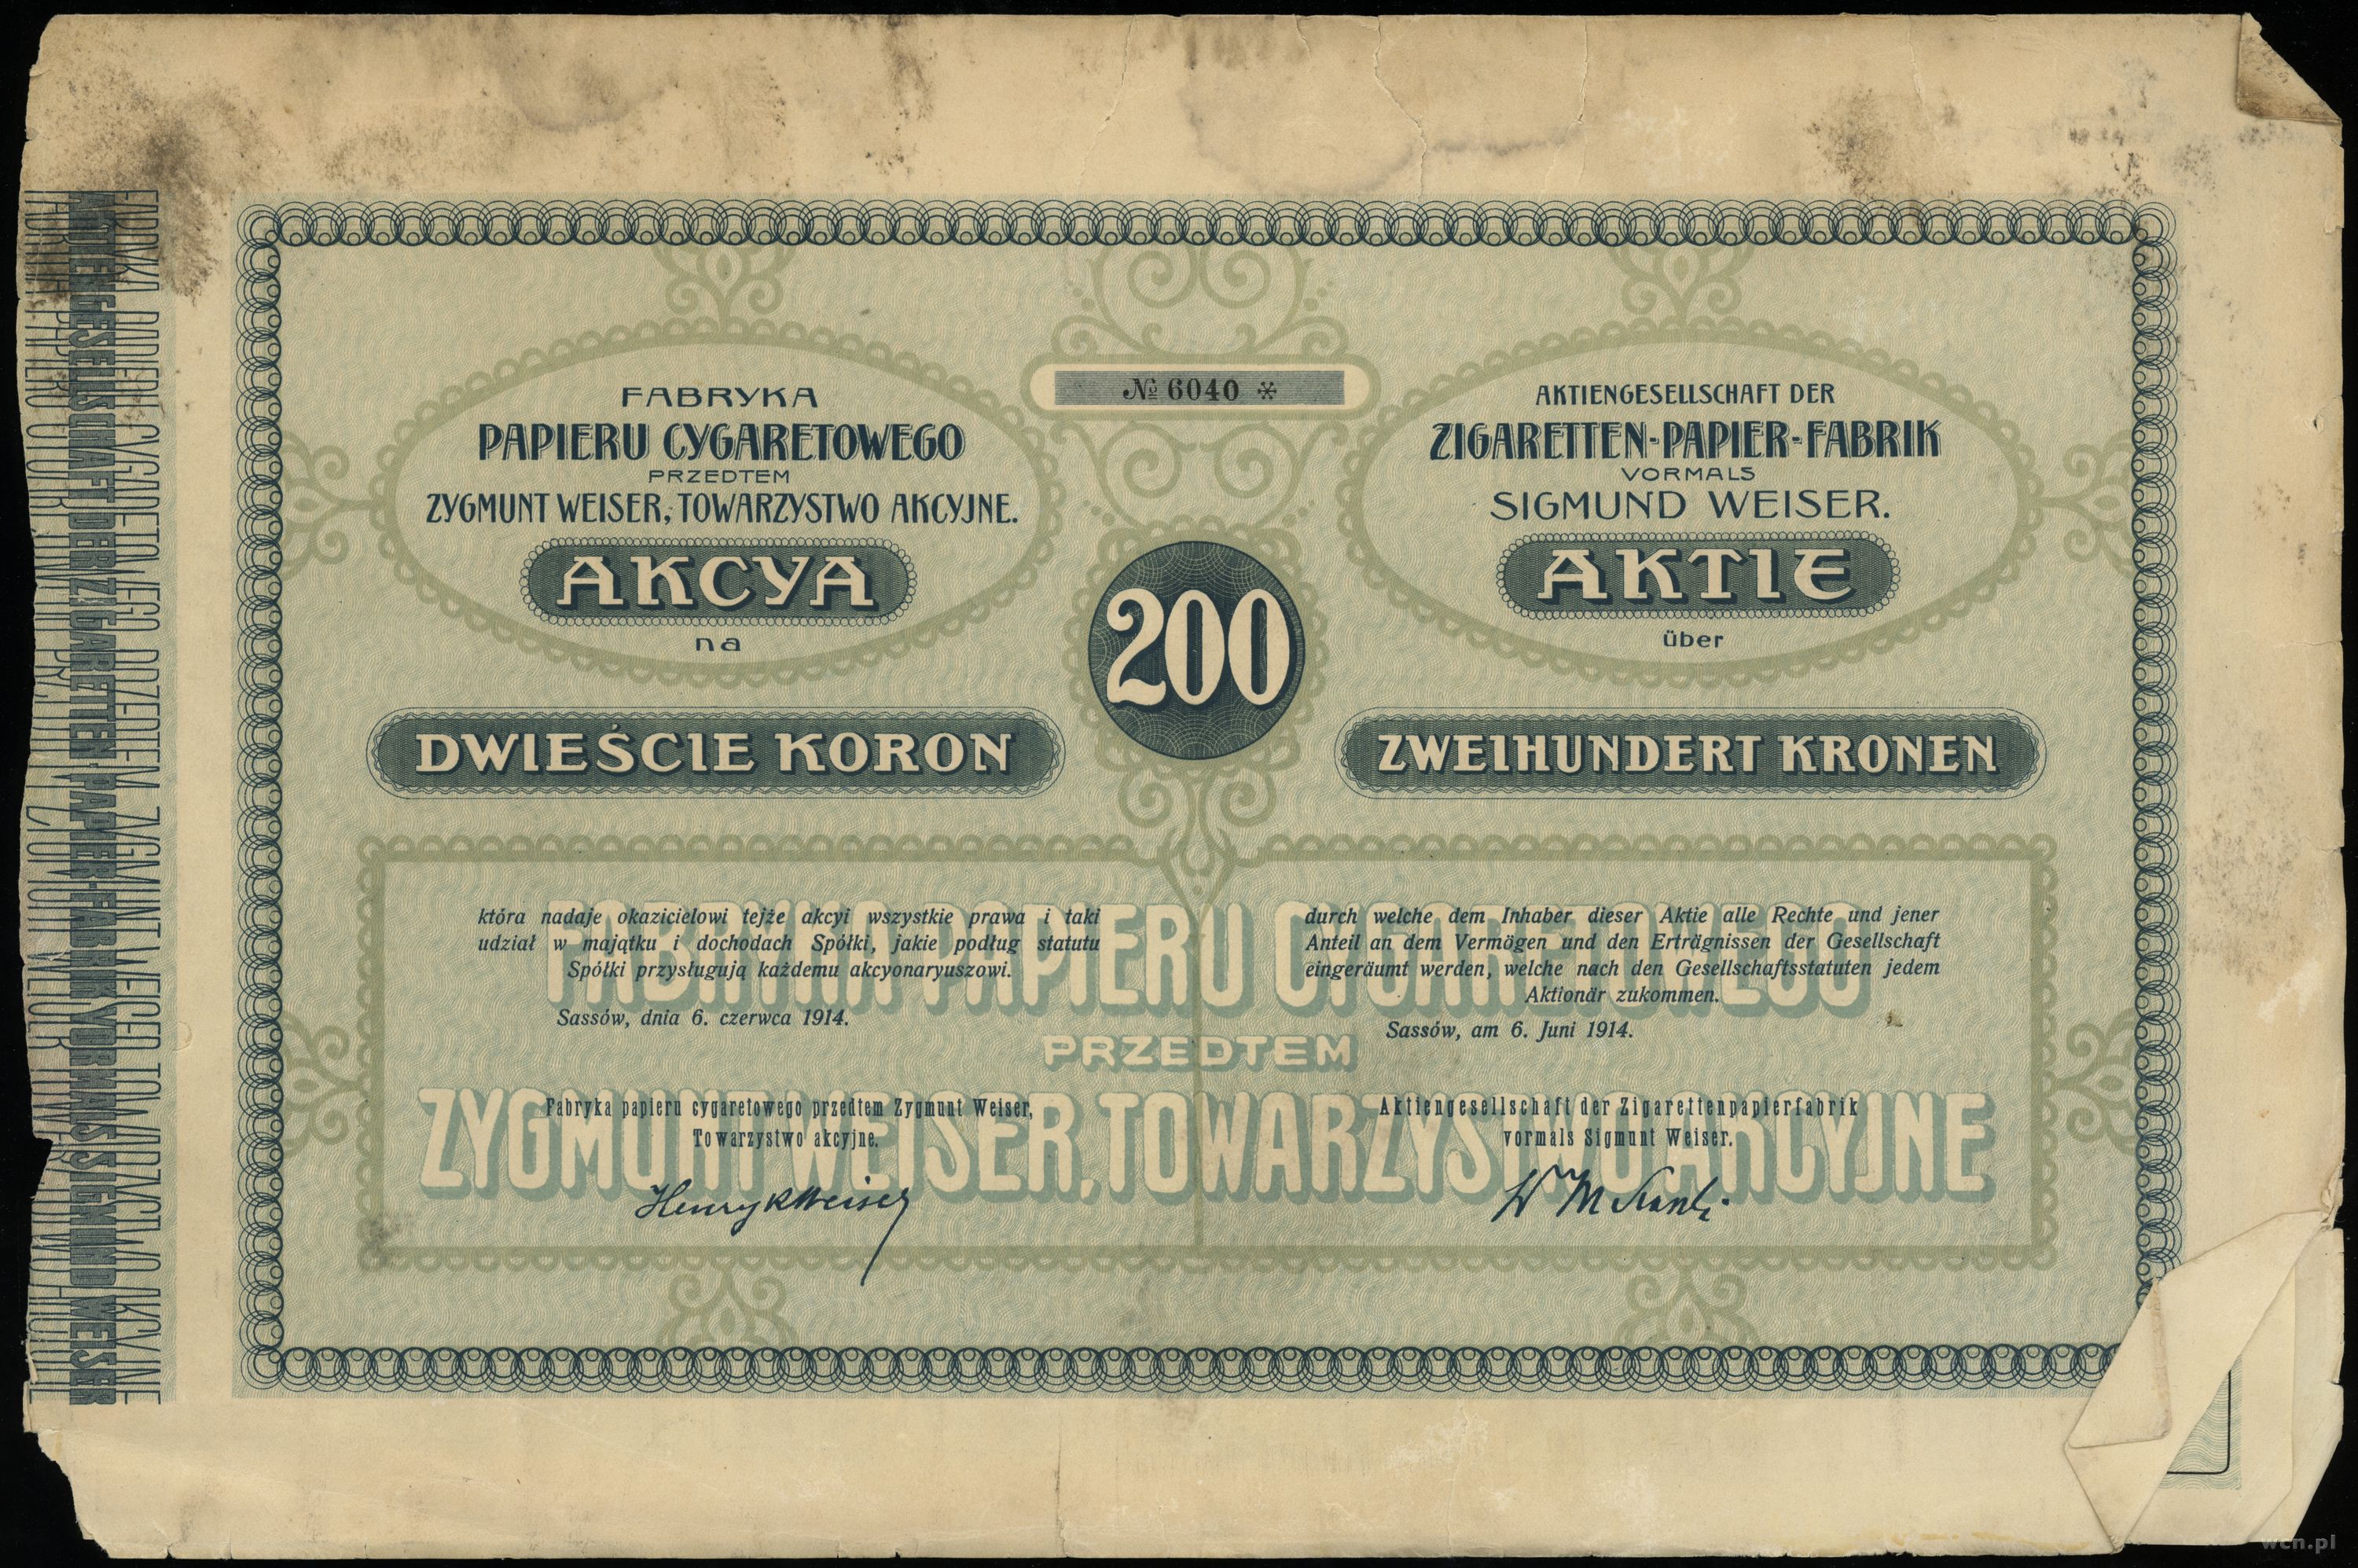 № 6040 *
FABRYKA
PAPIERU CYGARETOWEGO
PRZEDTEM
ZYGMUNT WEISER, TOWARZYSTWO AKCYJNE.
AKCYA
na
DWIEŚCIE KORON
200
AKTIENGESELLSCHAFT DER
ZIGARETTEN-PAPIER-FABRIK
VORMALS
SIGMUND WEISER.
AKTIE
über
ZWEIHUNDERT KRONEN
która nadaje okazicielowi tejże akcyi wszystkie prawa i taki
udział w majątku i dochodach Spółki, jakie podług statutu
Spółki przysługują każdemu akcyonaryuszowi.
Sassów, dnia 6. czerwca 1914.
Fabryka papieru cygaretowego przedtem Zygmunt Weiser,
Towarzystwo akcyjne.
Henryk Weiser
durch welche dem Inhaber dieser Aktie alle Rechte und jener
Anteil an dem Vermögen und den Erträgnissen der Gesellschaft
eingeräumt werden, welche nach den Gesellschaftsstatuten jedem
Aktionär zukommen.
Sassów, am 6. Juni 1914.
Aktiengesellschaft der Zigarettenpapierfabrik
vormals Sigmunt Weiser.
FABRYKA PAPIERU CYGARETOWEGO
PRZEDTEM
ZYGMUNT WEISER, TOWARZYSTWO AKCYJNE
FABRYKA PAPIERU CYGARETOWEGO PRZEDTEM ZYGMUNT WEISER TOWARZYSTWO AKCYJNE
AKTIENGESELLSCHAFT DER ZIGARETTEN-PAPIER-FABRIK VORMALS SIGMUND WEISER
wcn.pl